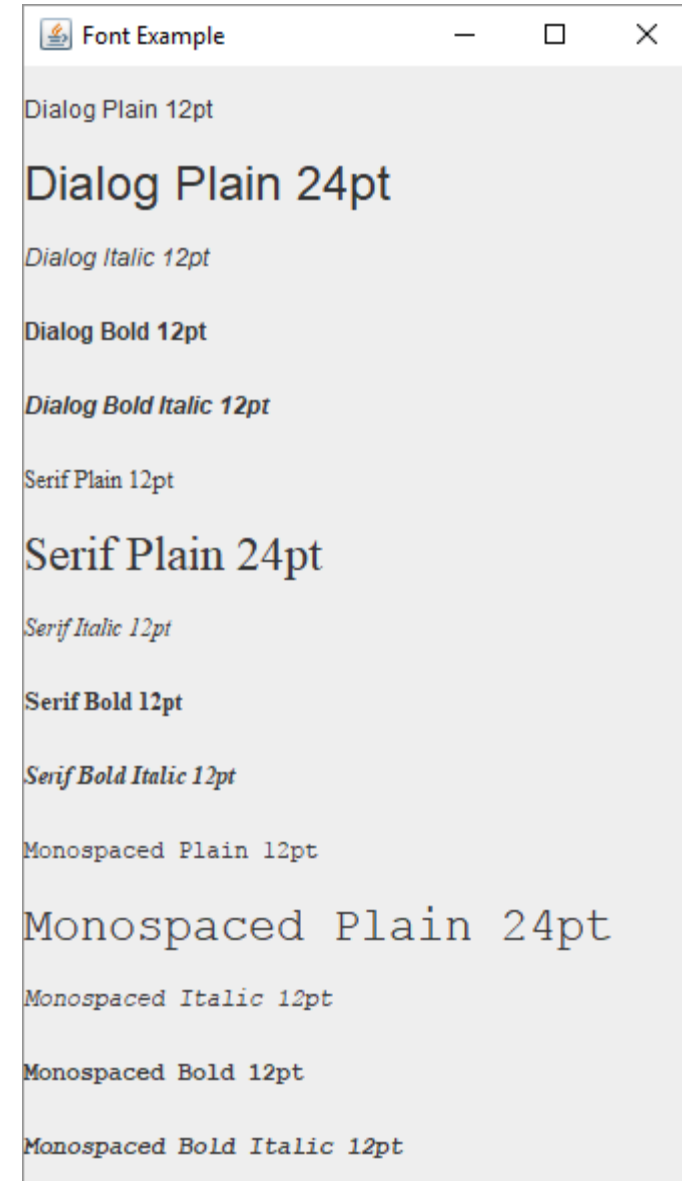 Font Example
Dialog Plain 12pt
Dialog Plain 24pt
Dialog Italic 12pt
Dialog Bold 12pt
Dialog Bold Italic 12pt
Serif Plain 12pt
Serif Plain 24pt
Serif Italic 12pt
Serif Bold 12pt
Serif Bold Italic 12pt
Monospaced Plain 12pt
Monospaced Plain 24pt
Monospaced Italic 12pt
Monospaced Bold 12pt
Monospaced Bold Italic 12pt